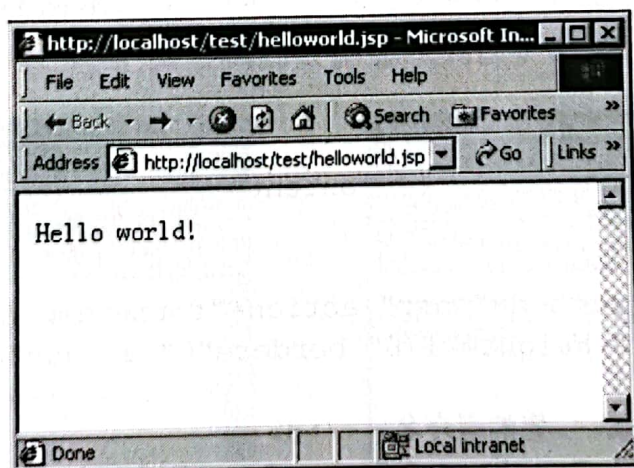 http://localhost/test/helloworld.jsp - Microsoft In...
File Edit View Favorites Tools Help
Back Search Favorites »
Address http://localhost/test/helloworld.jsp Go Links »
Hello world!
Done Local intranet